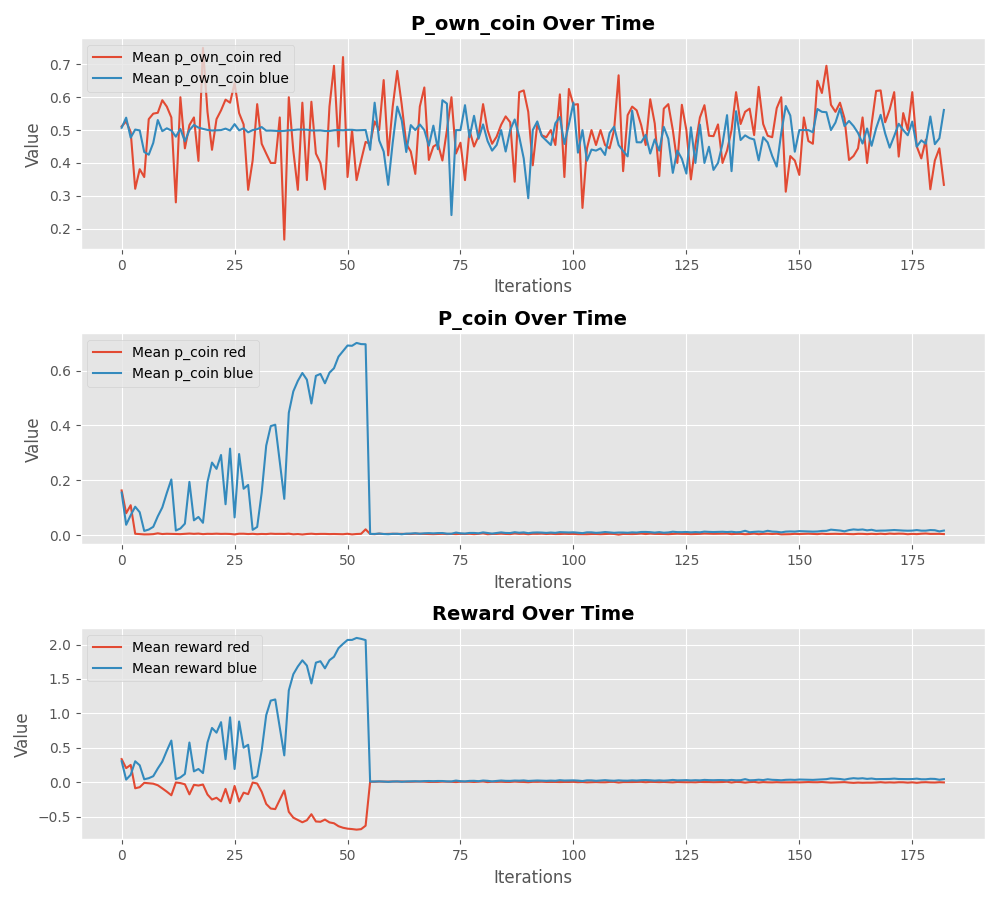 P_own_coin Over Time
Mean p_own_coin red
Mean p_own_coin blue
Value
0.7
0.6
0.5
0.4
0.3
0.2
0 25 50 75 100 125 150 175
Iterations
P_coin Over Time
Mean p_coin red
Mean p_coin blue
Value
0.6
0.4
0.2
0.0
0 25 50 75 100 125 150 175
Iterations
Reward Over Time
Mean reward red
Mean reward blue
Value
2.0
1.5
1.0
0.5
0.0
−0.5
0 25 50 75 100 125 150 175
Iterations